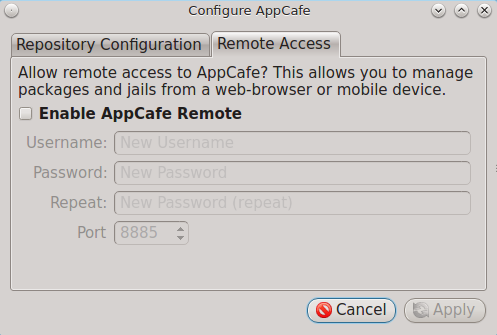 Configure AppCafe
Repository Configuration Remote Access
Allow remote access to AppCafe? This allows you to manage
packages and jails from a web-browser or mobile device.
Enable AppCafe Remote
Username: New Username
Password: New Password
Repeat: New Password (repeat)
Port 8885
Cancel Apply